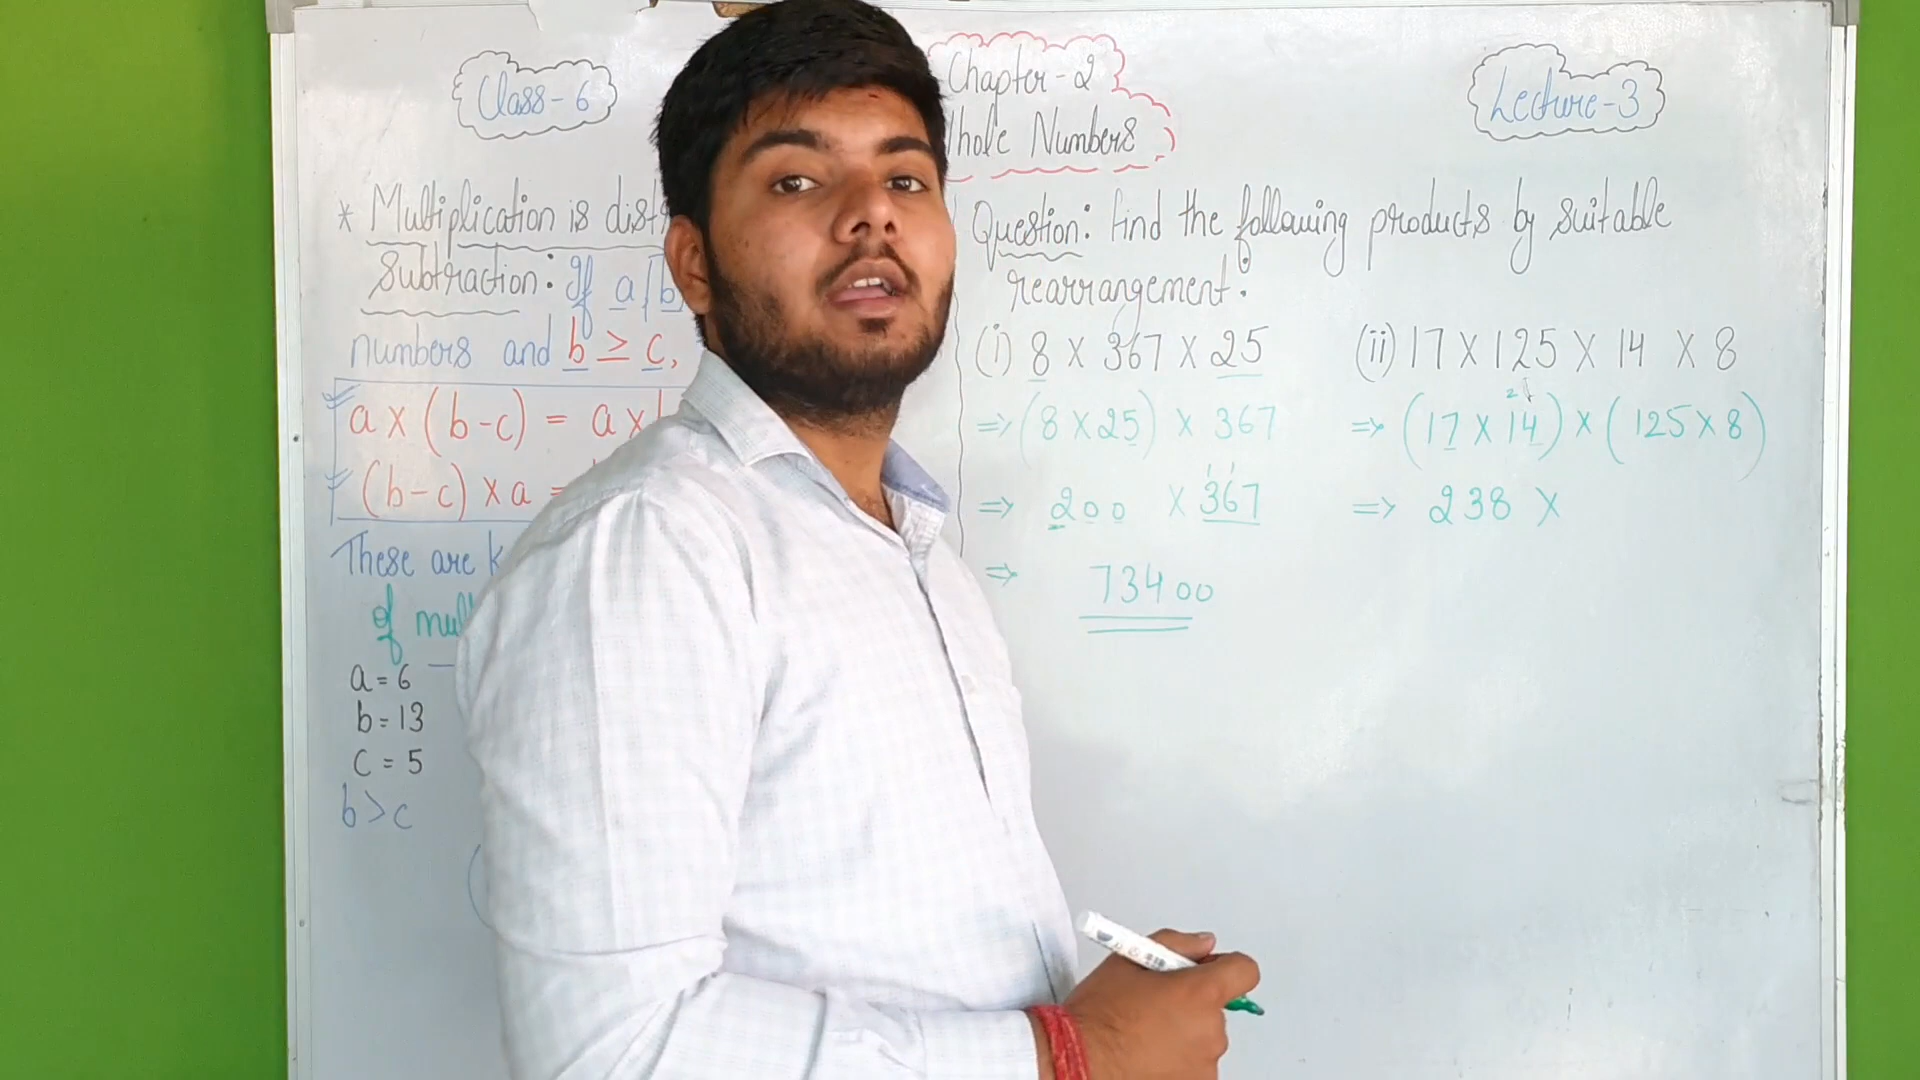 Class-6
Chapter-2
Whole Numbers
Lecture-3
* Multiplication is
subtraction: If a, b
numbers and b ≥ c,
a × (b-c) = a ×
(b-c) × a =
These are
of
a = 6
b = 13
c = 5
b > c
Question: find the following products by suitable
rearrangement:
(i) 8 × 367 × 25
⇒ (8 × 25) × 367
⇒ 200 × 367
⇒ 73400
(ii) 17 × 125 × 14 × 8
⇒ (17 × 14) × (125 × 8)
⇒ 238 ×